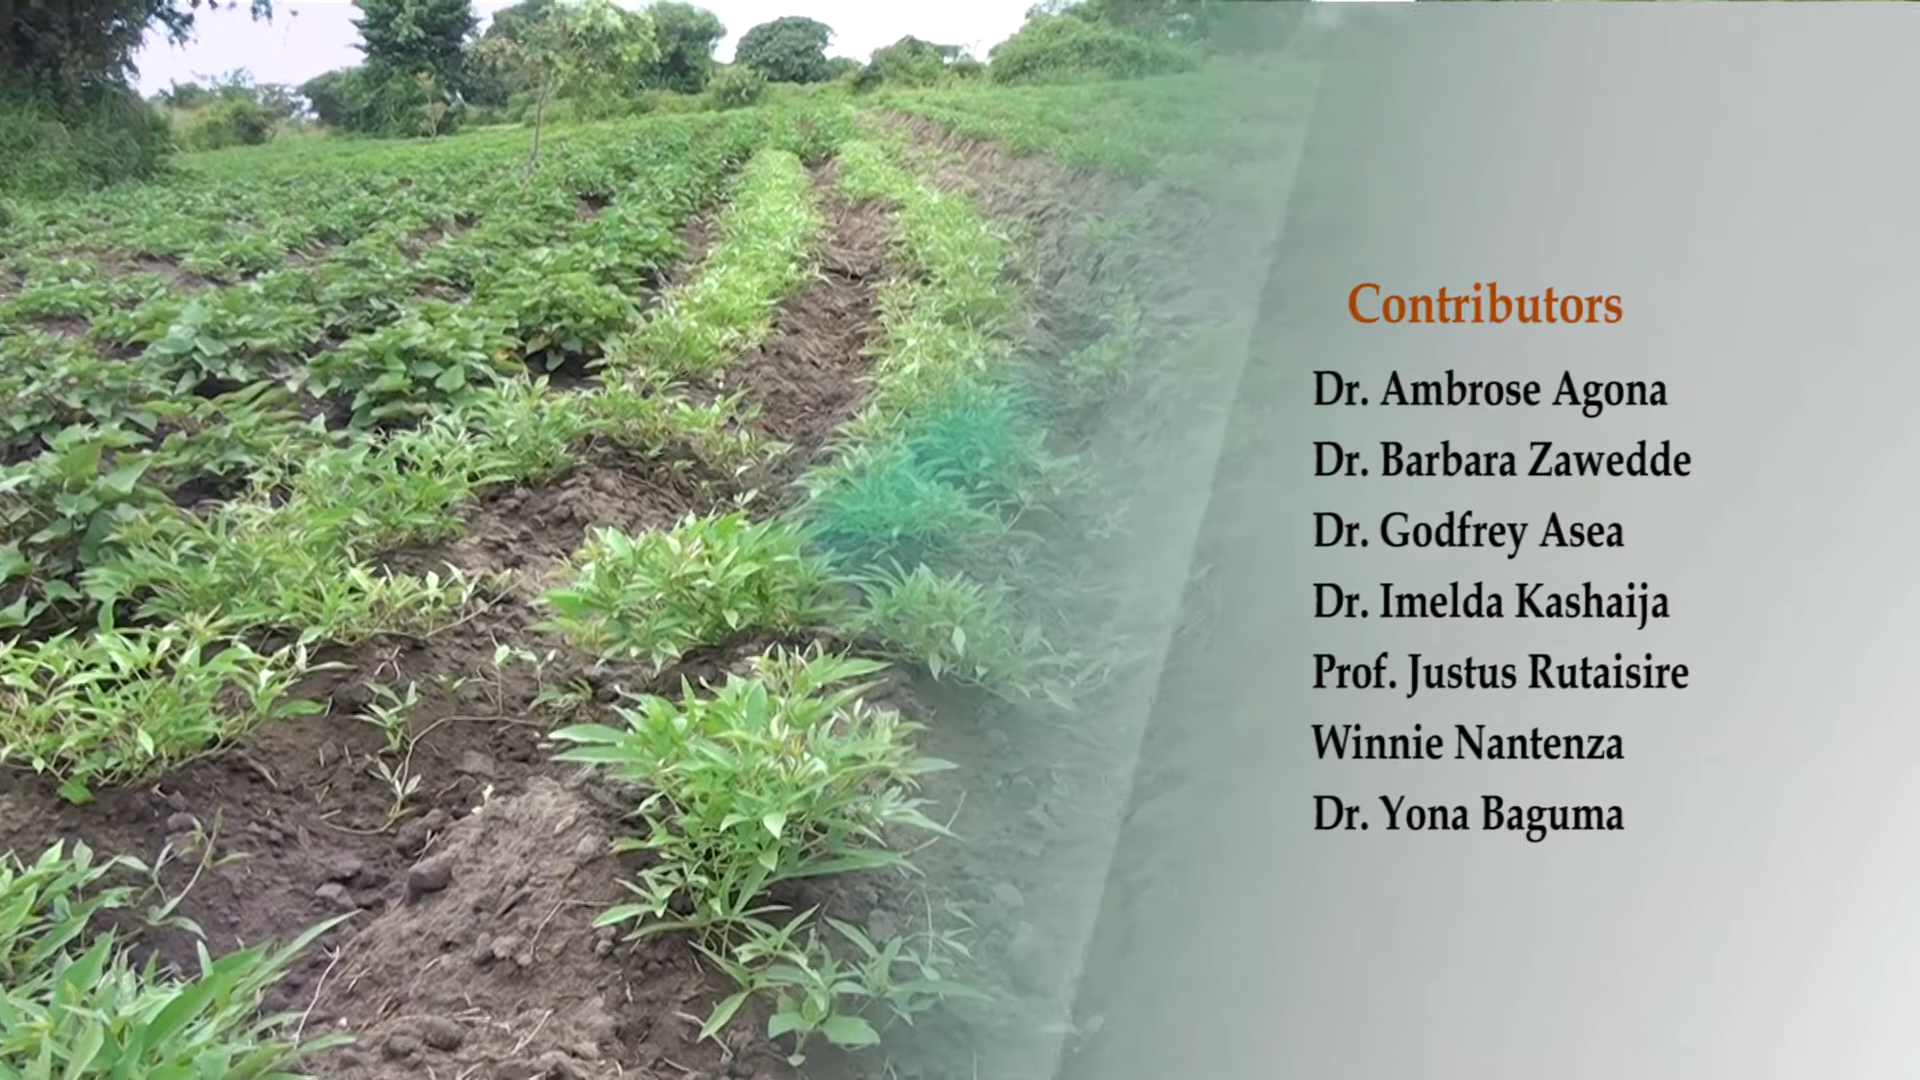 Contributors
Dr. Ambrose Agona
Dr. Barbara Zawedde
Dr. Godfrey Asea
Dr. Imelda Kashaija
Prof. Justus Rutaisire
Winnie Nantenza
Dr. Yona Baguma